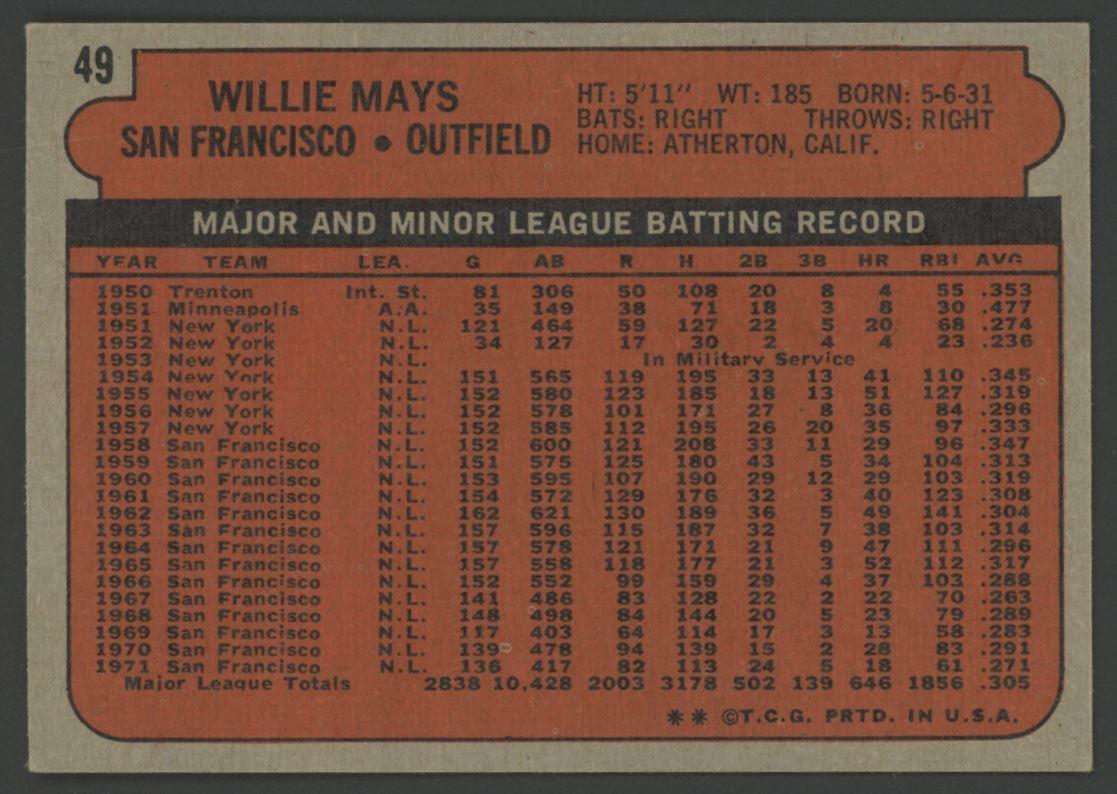 49
WILLIE MAYS
SAN FRANCISCO • OUTFIELD
HT: 5'11" WT: 185 BORN: 5-6-31
BATS: RIGHT THROWS: RIGHT
HOME: ATHERTON, CALIF.
MAJOR AND MINOR LEAGUE BATTING RECORD
YEAR TEAM LEA. G AB R H 2B 3B HR RBI AVG
1950 Trenton Int. St. 81 306 50 108 20 8 4 55 .353
1951 Minneapolis A.A. 35 149 38 71 18 3 8 30 .477
1951 New York N.L. 121 464 59 127 22 5 20 68 .274
1952 New York N.L. 34 127 17 30 2 4 4 23 .236
1953 New York N.L. In Military Service
1954 New York N.L. 151 565 119 195 33 13 41 110 .345
1955 New York N.L. 152 580 123 185 18 13 51 127 .319
1956 New York N.L. 152 578 101 171 27 8 36 84 .296
1957 New York N.L. 152 585 112 195 26 20 35 97 .333
1958 San Francisco N.L. 152 600 121 208 33 11 29 96 .347
1959 San Francisco N.L. 151 575 125 180 43 5 34 104 .313
1960 San Francisco N.L. 153 595 107 190 29 12 29 103 .319
1961 San Francisco N.L. 154 572 129 176 32 3 40 123 .308
1962 San Francisco N.L. 162 621 130 189 36 5 49 141 .304
1963 San Francisco N.L. 157 596 115 187 32 7 38 103 .314
1964 San Francisco N.L. 157 578 121 171 21 9 47 111 .296
1965 San Francisco N.L. 157 558 118 177 21 3 52 112 .317
1966 San Francisco N.L. 152 552 99 159 29 4 37 103 .288
1967 San Francisco N.L. 141 486 83 128 22 2 22 70 .263
1968 San Francisco N.L. 148 498 84 144 20 5 23 79 .289
1969 San Francisco N.L. 117 403 64 114 17 3 13 58 .283
1970 San Francisco N.L. 139 478 94 139 15 2 28 83 .291
1971 San Francisco N.L. 136 417 82 113 24 5 18 61 .271
Major League Totals 2838 10,428 2003 3178 502 139 646 1856 .305
** ©T.C.G. PRTD. IN U.S.A.